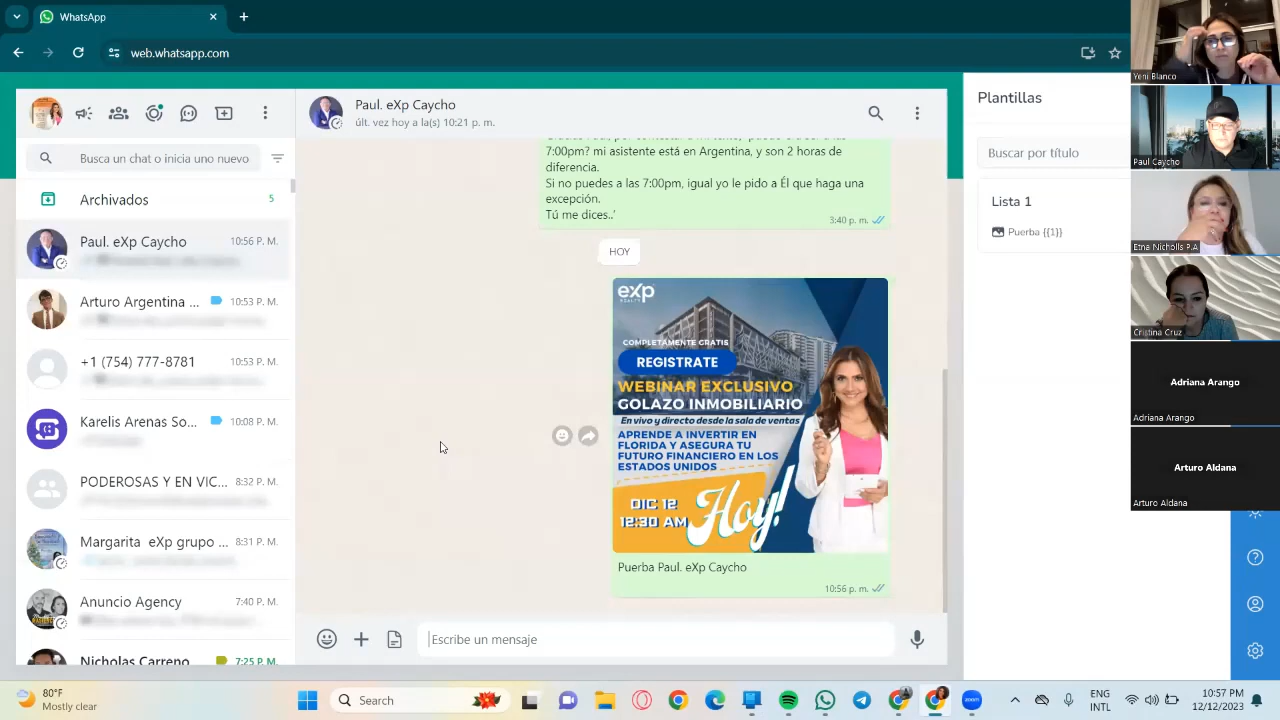 WhatsApp
web.whatsapp.com
Paul. eXp Caycho
últ. vez hoy a la(s) 10:21 p. m.
Plantillas
Busca un chat o inicia uno nuevo
Buscar por título
Archivados
5
Lista 1
Puerba {{1}}
Paul. eXp Caycho
10:56 P. M.
Arturo Argentina ...
10:53 P. M.
+1 (754) 777-8781
10:53 P. M.
Karelis Arenas So...
10:08 P. M.
PODEROSAS Y EN VIC...
8:32 P. M.
Margarita eXp grupo ...
8:31 P. M.
Anuncio Agency
7:40 P. M.
Nicholas Carreno
7:25 P. M.
7:00pm? mi asistente está en Argentina, y son 2 horas de
diferencia.
Si no puedes a las 7:00pm, igual yo le pido a Él que haga una
excepción.
Tú me dices..'
3:40 p. m.
HOY
eXp
REALTY
COMPLETAMENTE GRATIS
REGISTRATE
WEBINAR EXCLUSIVO
GOLAZO INMOBILIARIO
En vivo y directo desde la sala de ventas
APRENDE A INVERTIR EN
FLORIDA Y ASEGURA TU
FUTURO FINANCIERO EN LOS
ESTADOS UNIDOS
DIC 12
12:30 AM
Hoy!
Puerba Paul. eXp Caycho
10:56 p. m.
Escribe un mensaje
Yeni Blanco
Paul Caycho
Etna Nicholls P.A
Cristina Cruz
Adriana Arango
Adriana Arango
Arturo Aldana
Arturo Aldana
80°F
Mostly clear
Search
zoom
ENG
INTL
10:57 PM
12/12/2023